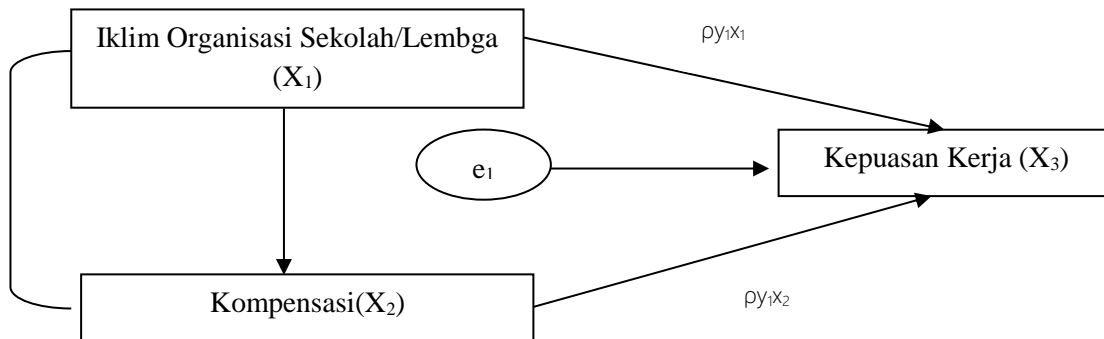 Iklim Organisasi Sekolah/Lembga
(X₁)
ρy₁x₁
Kepuasan Kerja (X₃)
e₁
Kompensasi(X₂)
ρy₁x₂